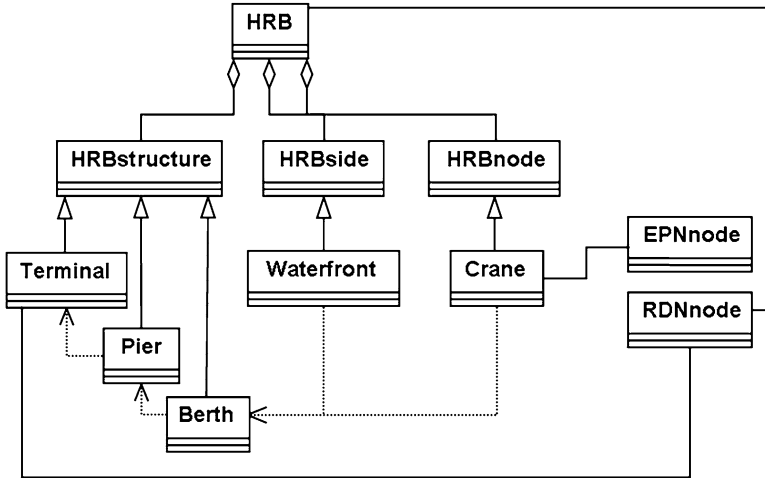 HRB
HRBstructure
HRBside
HRBnode
EPNnode
Terminal
Waterfront
Crane
RDNnode
Pier
Berth